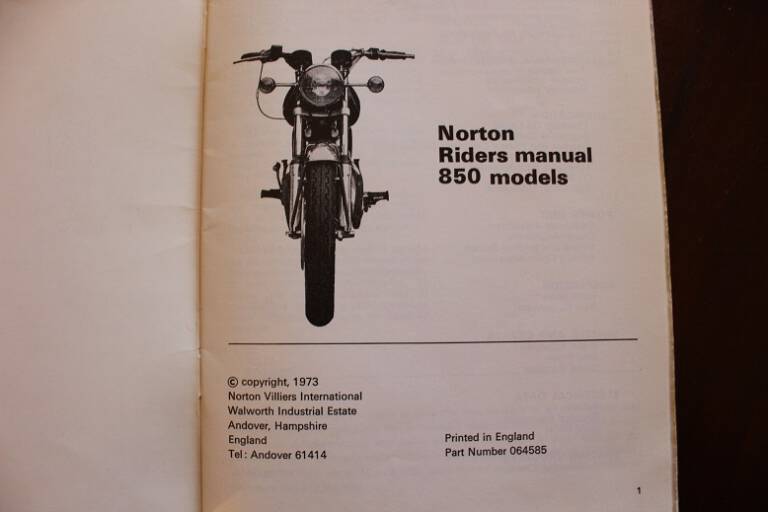 Norton
Riders manual
850 models
© copyright, 1973
Norton Villiers International
Walworth Industrial Estate
Andover, Hampshire
England
Tel: Andover 61414
Printed in England
Part Number 064585
1